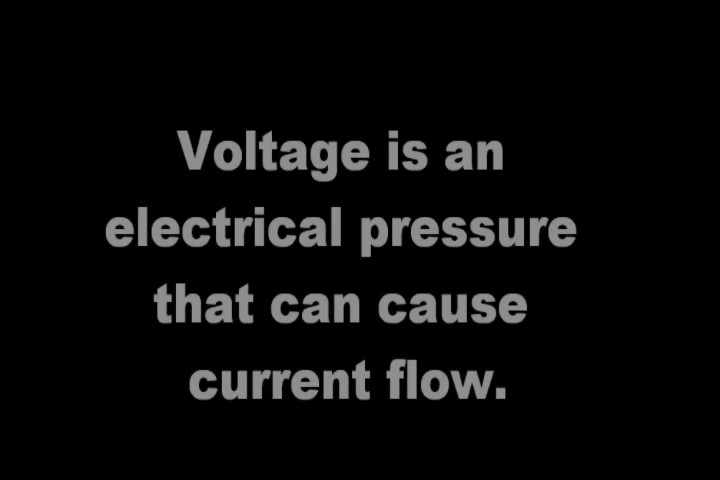 Voltage is an
electrical pressure
that can cause
current flow.